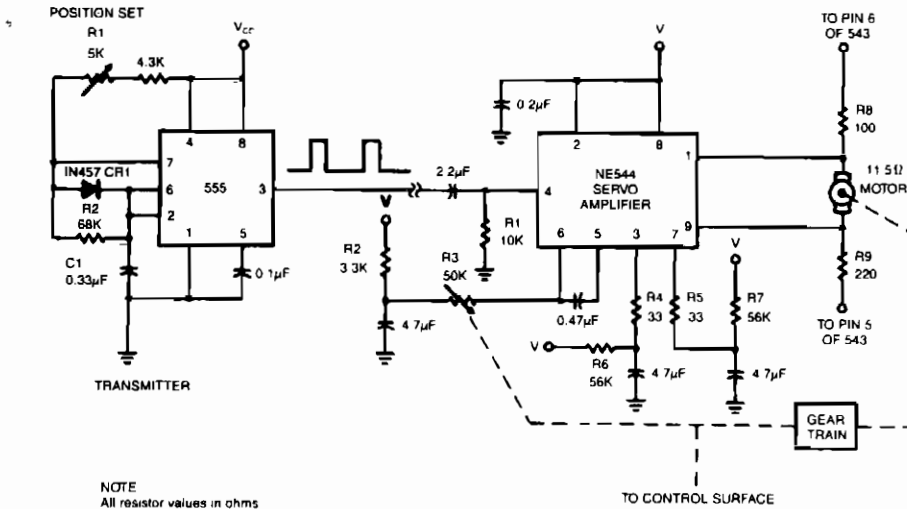 POSITION SET
R1
5K
4.3K
VCC
4
8
7
6
2
555
3
1
5
IN457 CR1
R2
68K
C1
0.33µF
0.1µF
TRANSMITTER
V
0.2µF
2
8
NE544
SERVO
AMPLIFIER
4
1
9
6
5
3
7
2.2µF
R1
10K
V
R2
3.3K
R3
50K
4.7µF
0.47µF
R4
33
R5
33
V
R7
56K
V
R6
56K
4.7µF
4.7µF
TO PIN 6
OF 543
R8
100
11.5Ω
MOTOR
R9
220
TO PIN 5
OF 543
GEAR
TRAIN
TO CONTROL SURFACE
NOTE
All resistor values in ohms